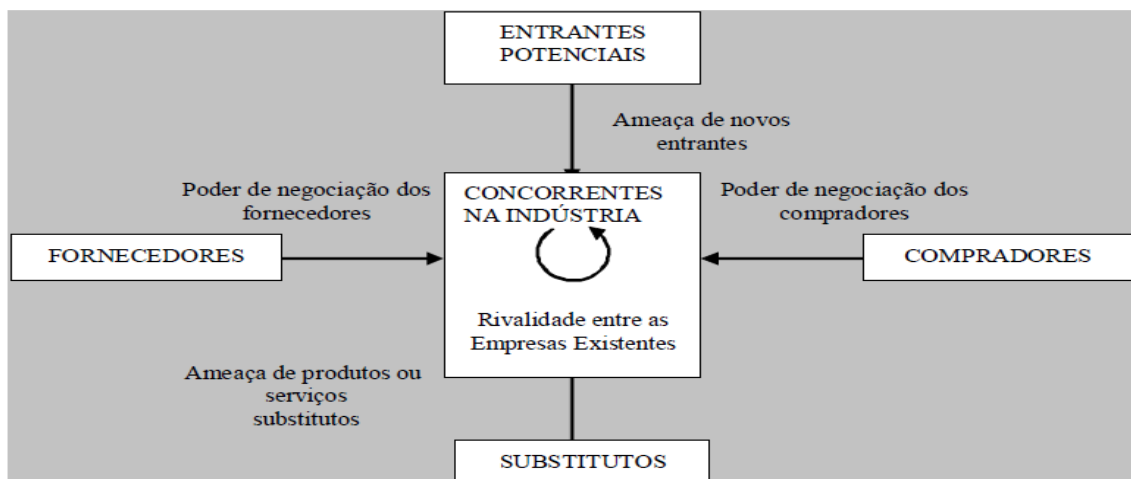 ENTRANTES
POTENCIAIS
Ameaça de novos
entrantes
Poder de negociação dos
fornecedores
CONCORRENTES
NA INDÚSTRIA
Poder de negociação dos
compradores
FORNECEDORES
COMPRADORES
Rivalidade entre as
Empresas Existentes
Ameaça de produtos ou
serviços
substitutos
SUBSTITUTOS